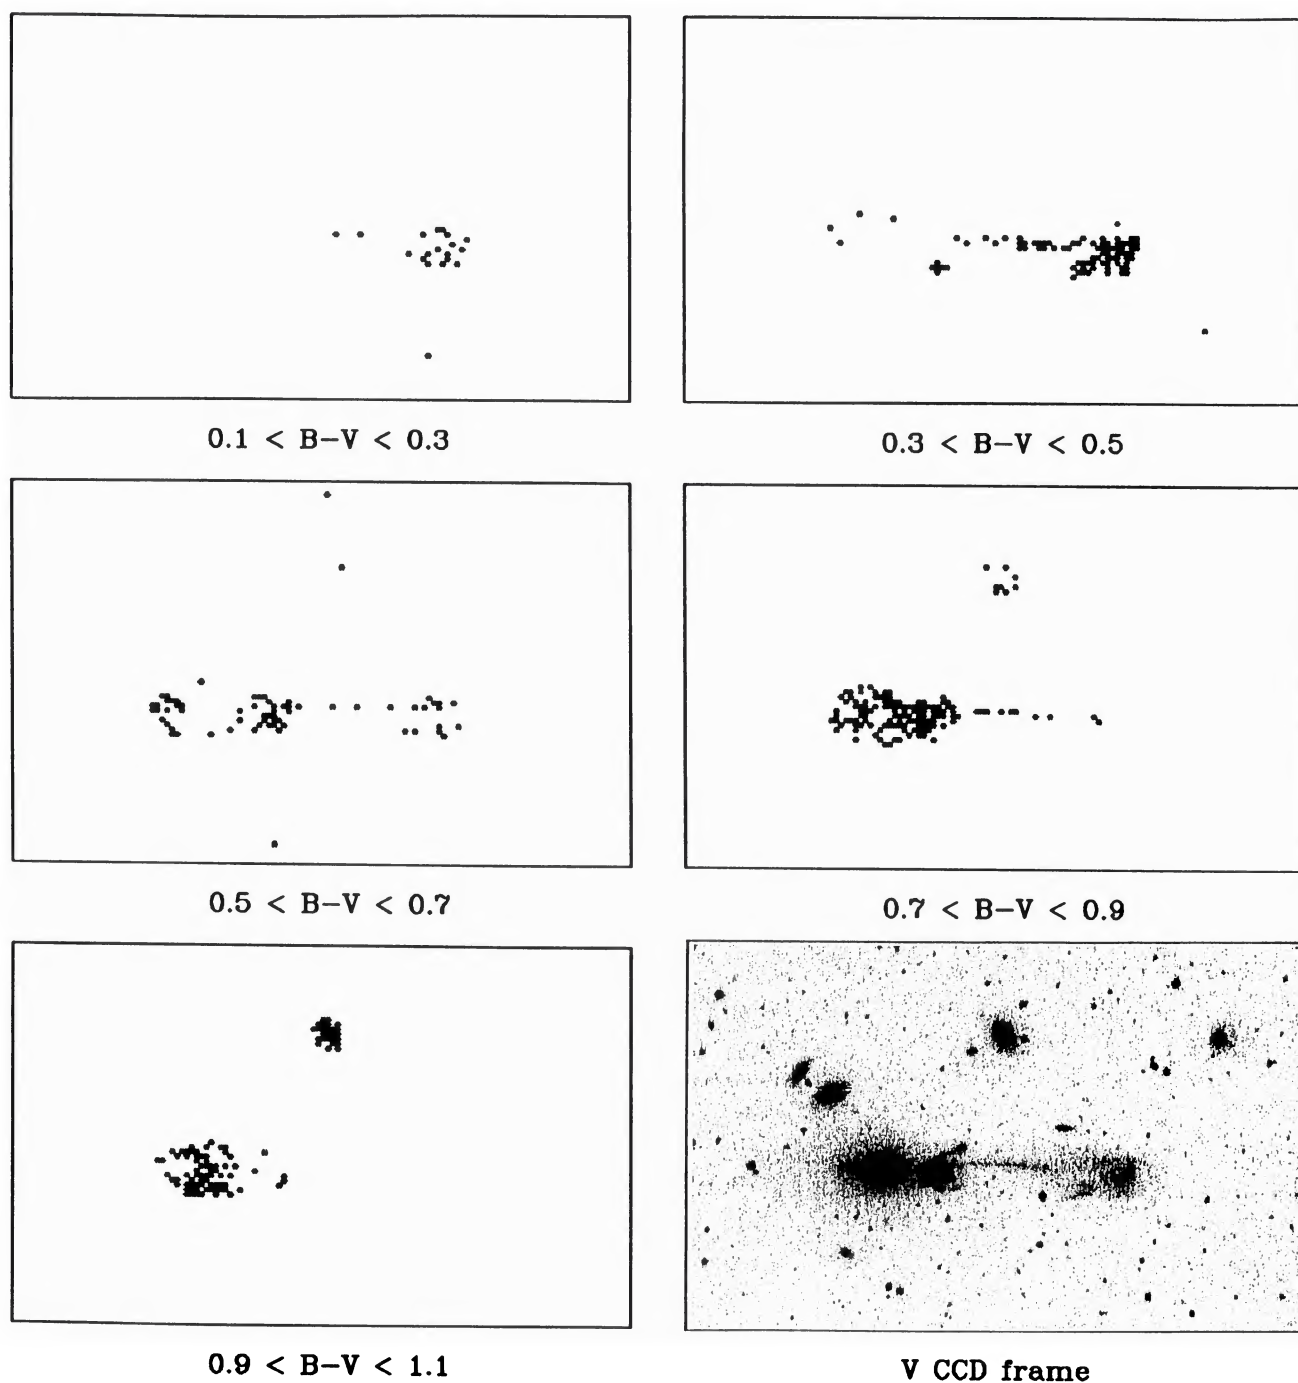 0.1 < B−V < 0.3
0.3 < B−V < 0.5
0.5 < B−V < 0.7
0.7 < B−V < 0.9
0.9 < B−V < 1.1
V CCD frame